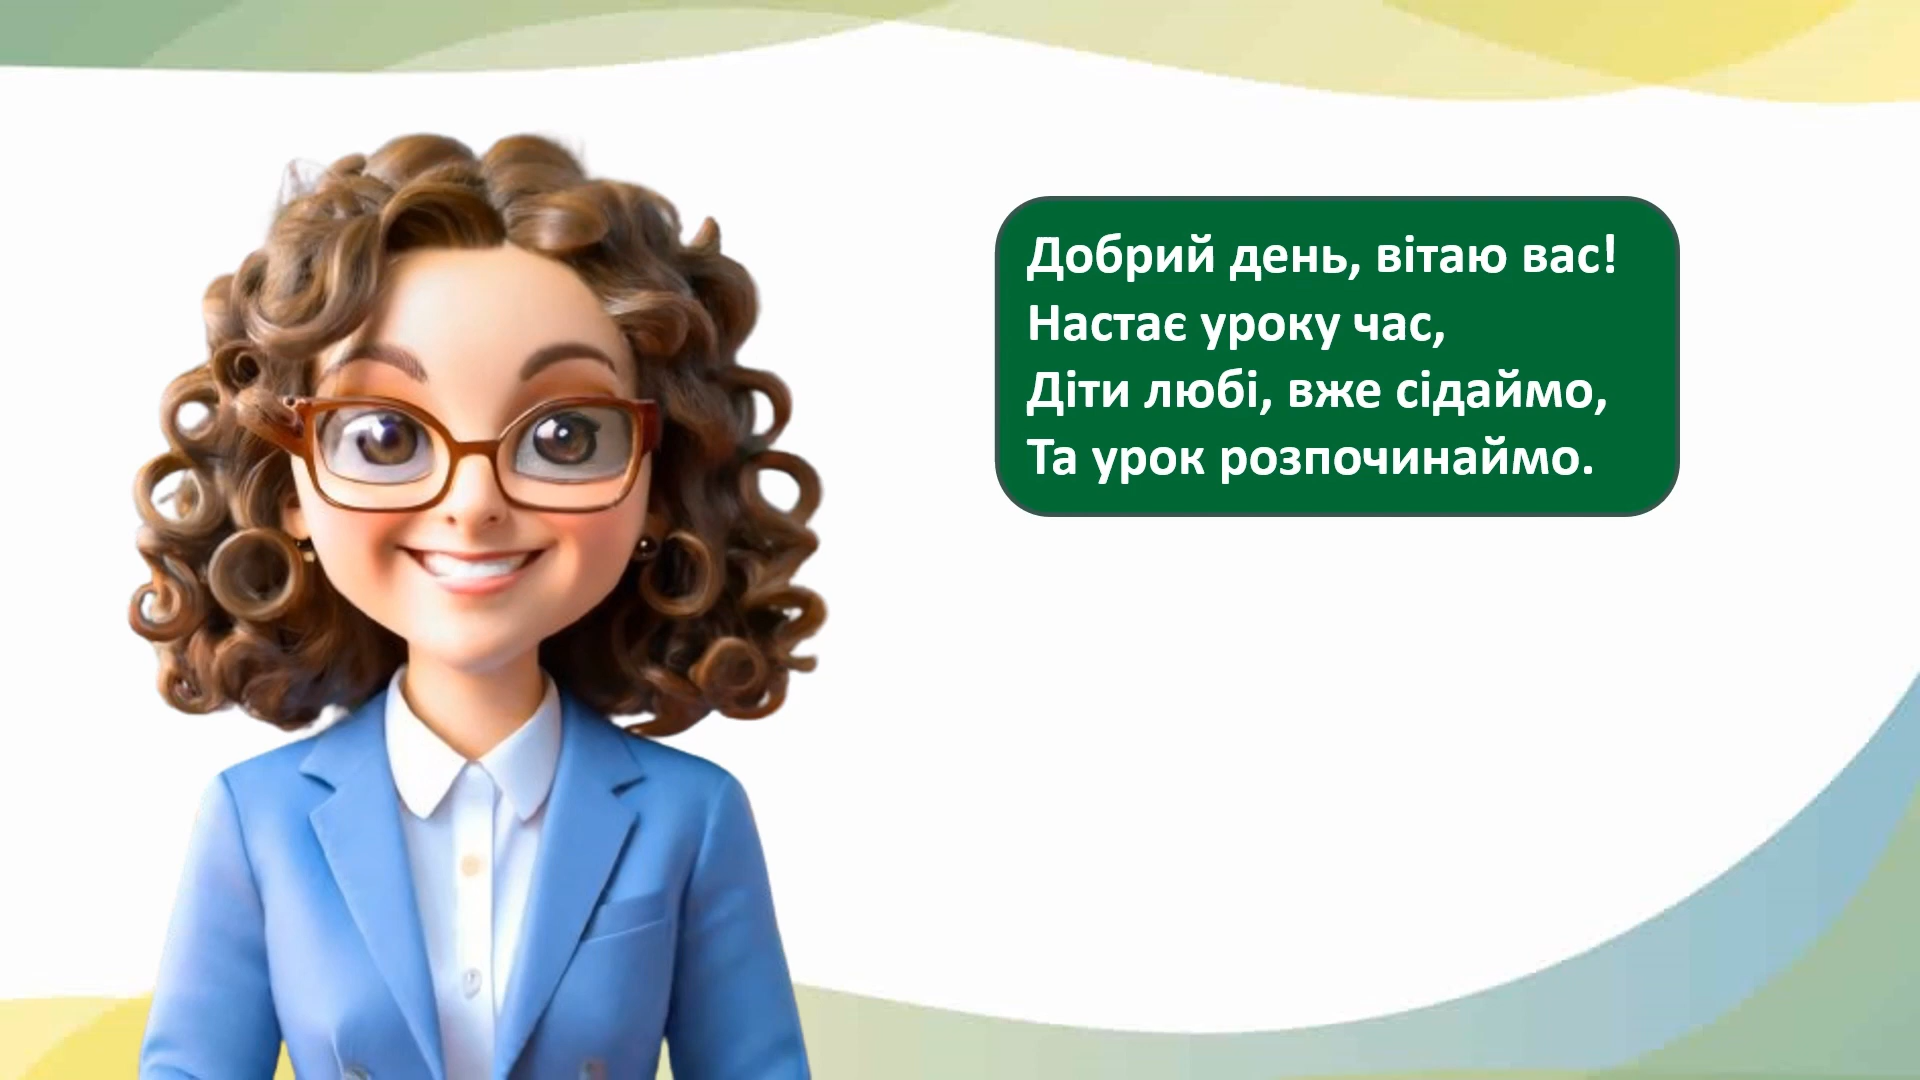 Добрий день, вітаю вас!
Настає уроку час,
Діти любі, вже сідаймо,
Та урок розпочинаймо.